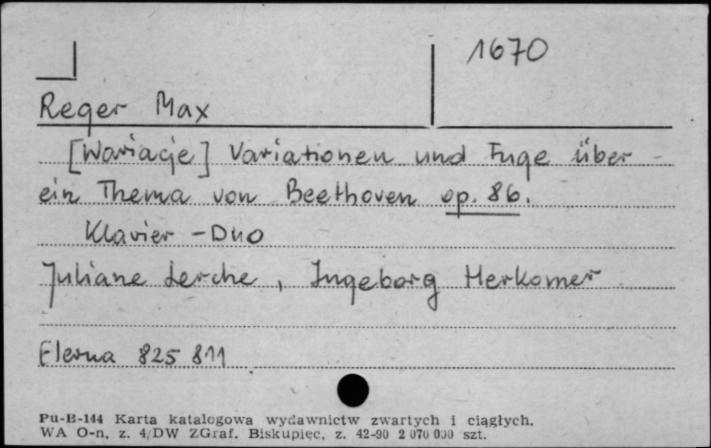 1670
Reger Max
[Wariacje] Variationen und Fuge über
ein Thema von Beethoven op. 86.
Klavier - Duo
Juliane Lerche, Ingeborg Herkomer
Eterna 825 811
Pu-B-144 Karta katalogowa wydawnictw zwartych i ciągłych.
WA O-n, z. 4/DW ZGraf. Biskupiec, z. 42-90 2 070 000 szt.